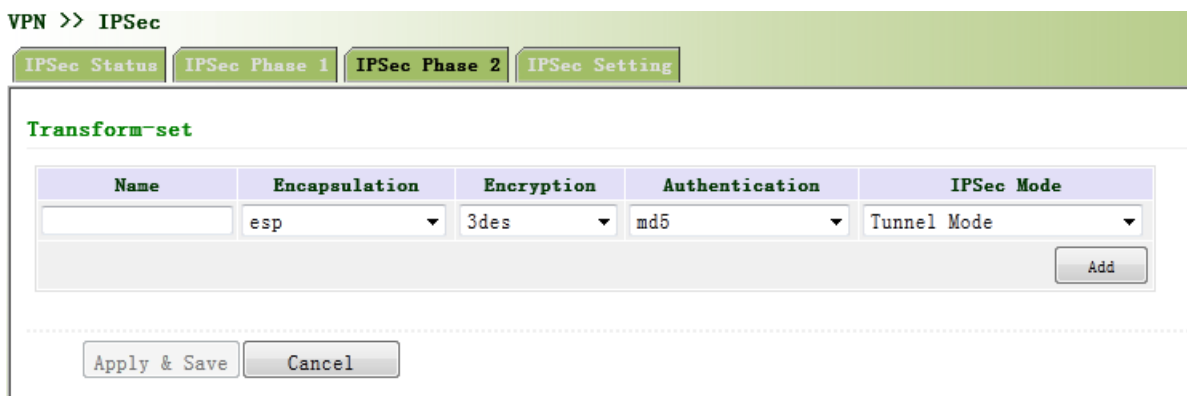 VPN >> IPSec
IPSec Status IPSec Phase 1 IPSec Phase 2 IPSec Setting
Transform-set
Name Encapsulation Encryption Authentication IPSec Mode
esp 3des md5 Tunnel Mode
Add
Apply & Save Cancel